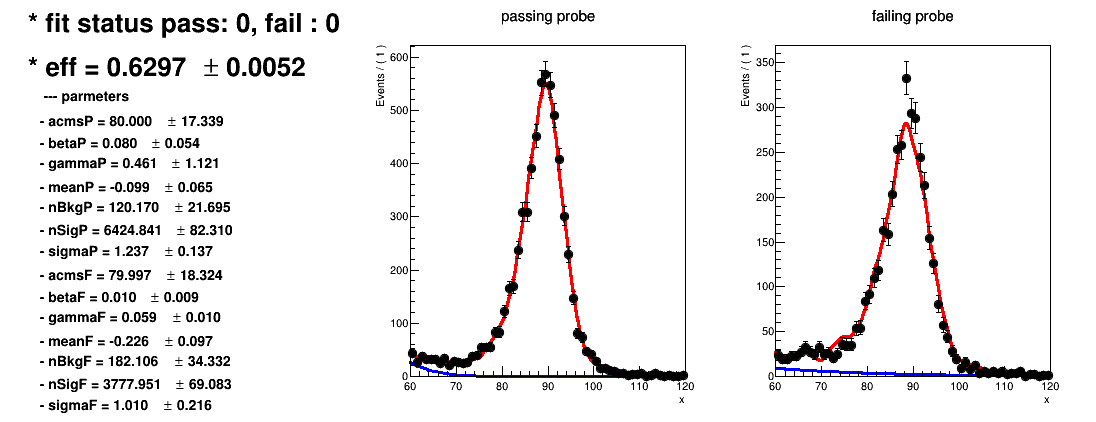 * fit status pass: 0, fail : 0
* eff = 0.6297 ± 0.0052
--- parmeters
- acmsP = 80.000 ± 17.339
- betaP = 0.080 ± 0.054
- gammaP = 0.461 ± 1.121
- meanP = -0.099 ± 0.065
- nBkgP = 120.170 ± 21.695
- nSigP = 6424.841 ± 82.310
- sigmaP = 1.237 ± 0.137
- acmsF = 79.997 ± 18.324
- betaF = 0.010 ± 0.009
- gammaF = 0.059 ± 0.010
- meanF = -0.226 ± 0.097
- nBkgF = 182.106 ± 34.332
- nSigF = 3777.951 ± 69.083
- sigmaF = 1.010 ± 0.216
passing probe
Events / ( 1 )
600
500
400
300
200
100
0
60 70 80 90 100 110 120
x
failing probe
Events / ( 1 )
350
300
250
200
150
100
50
0
60 70 80 90 100 110 120
x